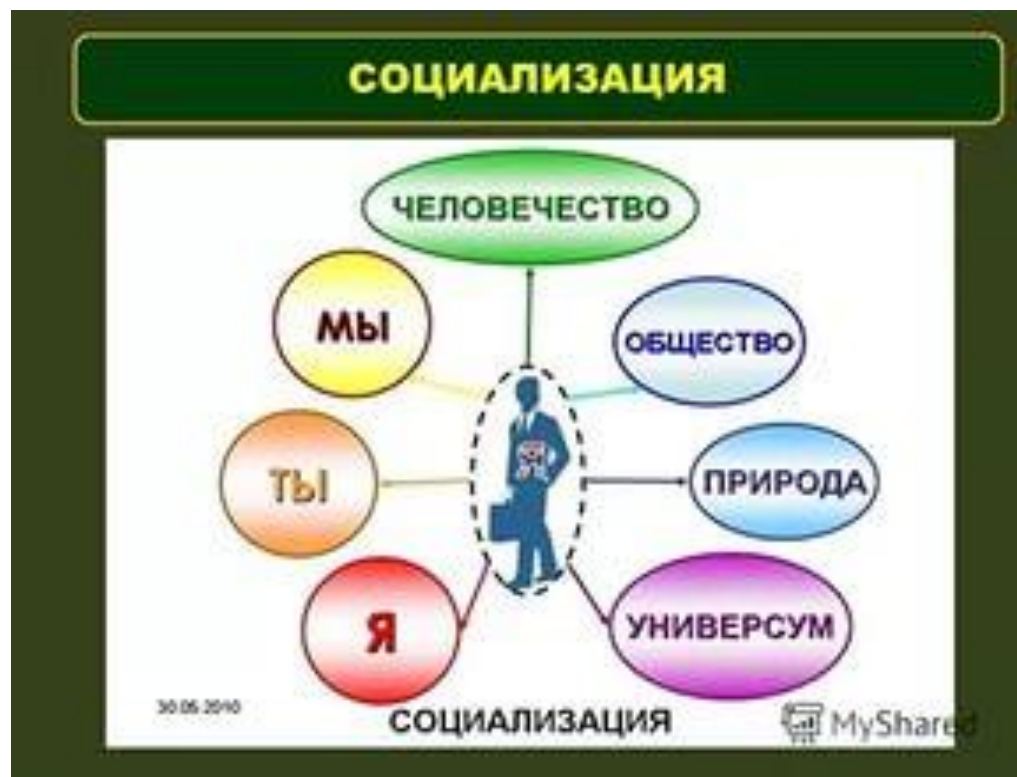 СОЦИАЛИЗАЦИЯ
ЧЕЛОВЕЧЕСТВО
МЫ
ОБЩЕСТВО
ТЫ
ПРИРОДА
Я
УНИВЕРСУМ
30.05.2010
СОЦИАЛИЗАЦИЯ
MyShared